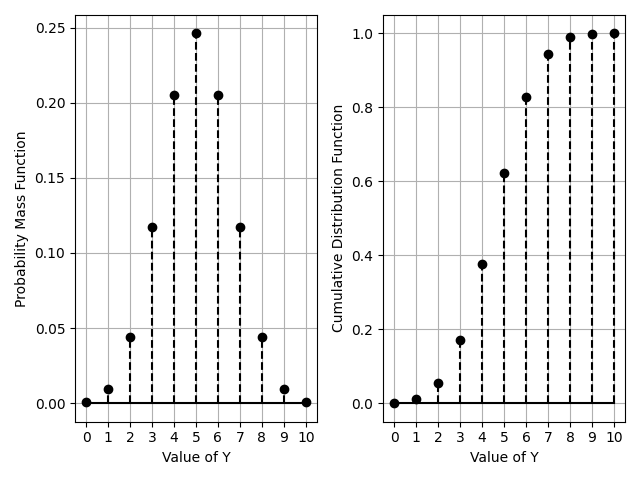 Probability Mass Function
0.25
0.20
0.15
0.10
0.05
0.00
0 1 2 3 4 5 6 7 8 9 10
Value of Y
Cumulative Distribution Function
1.0
0.8
0.6
0.4
0.2
0.0
0 1 2 3 4 5 6 7 8 9 10
Value of Y